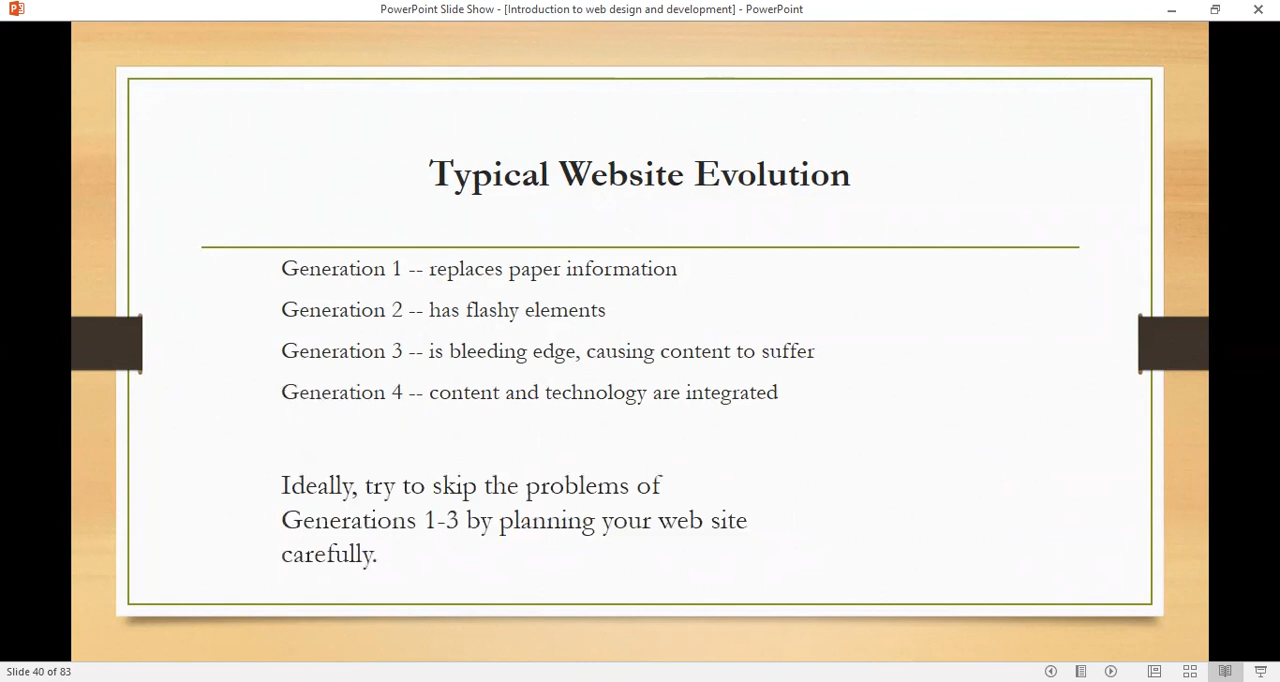 PowerPoint Slide Show - [Introduction to web design and development] - PowerPoint
Typical Website Evolution
Generation 1 -- replaces paper information
Generation 2 -- has flashy elements
Generation 3 -- is bleeding edge, causing content to suffer
Generation 4 -- content and technology are integrated
Ideally, try to skip the problems of
Generations 1-3 by planning your web site
carefully.
Slide 40 of 83